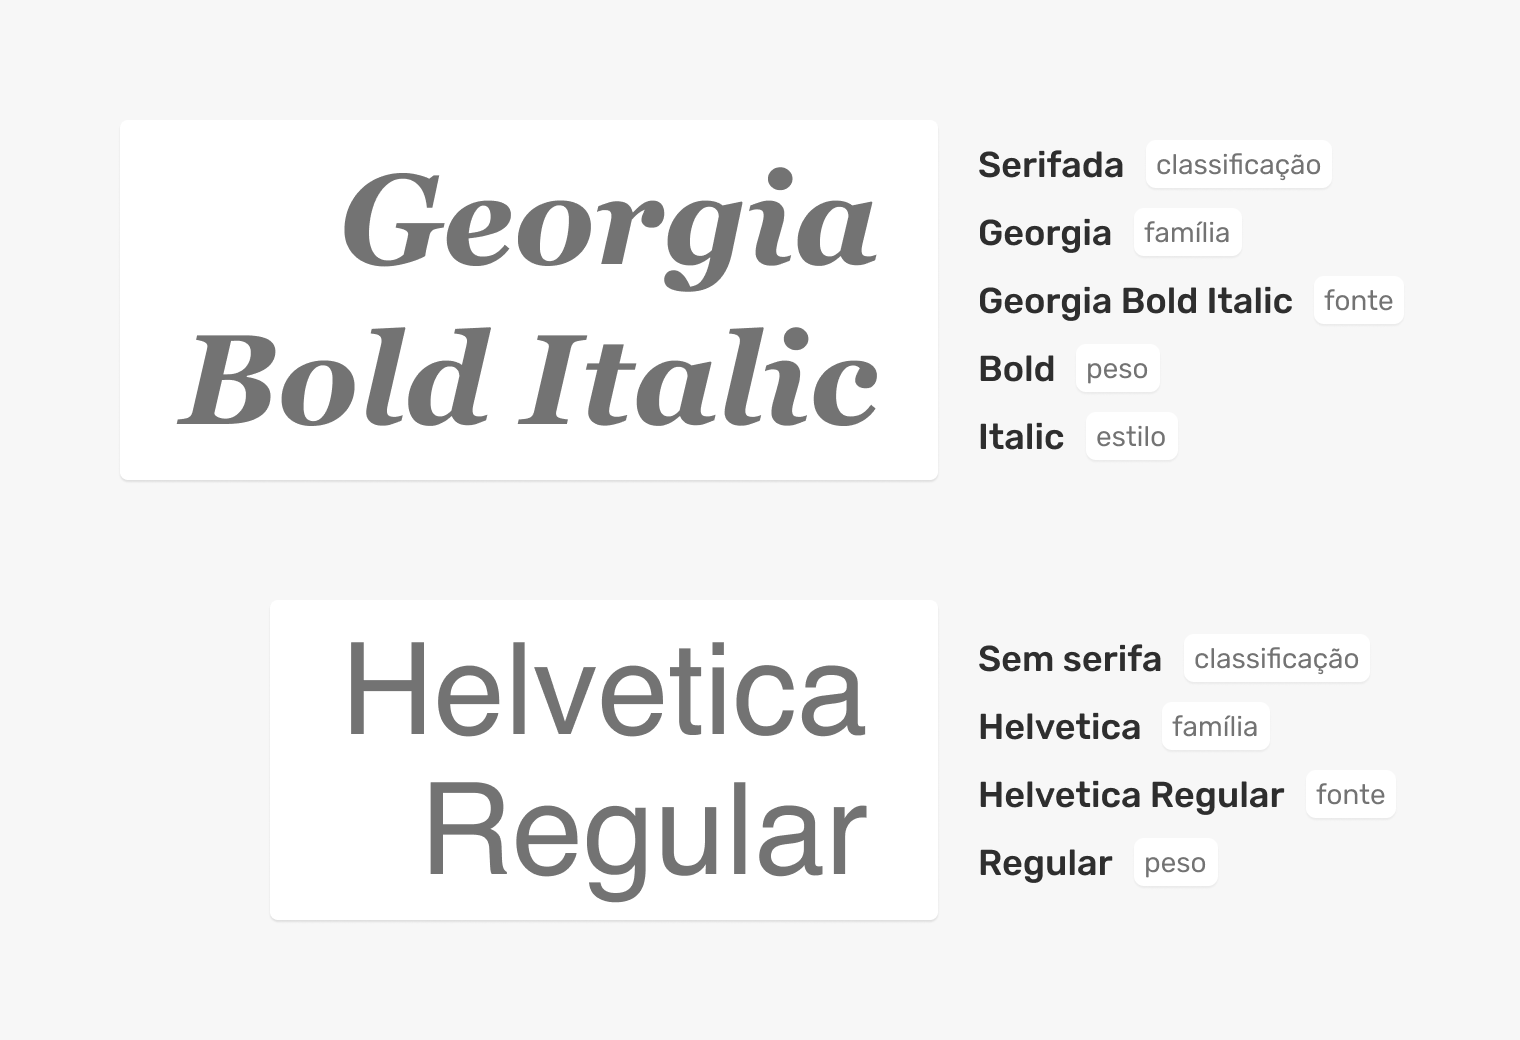 Georgia
Bold Italic
Serifada classificação
Georgia família
Georgia Bold Italic fonte
Bold peso
Italic estilo
Helvetica
Regular
Sem serifa classificação
Helvetica família
Helvetica Regular fonte
Regular peso